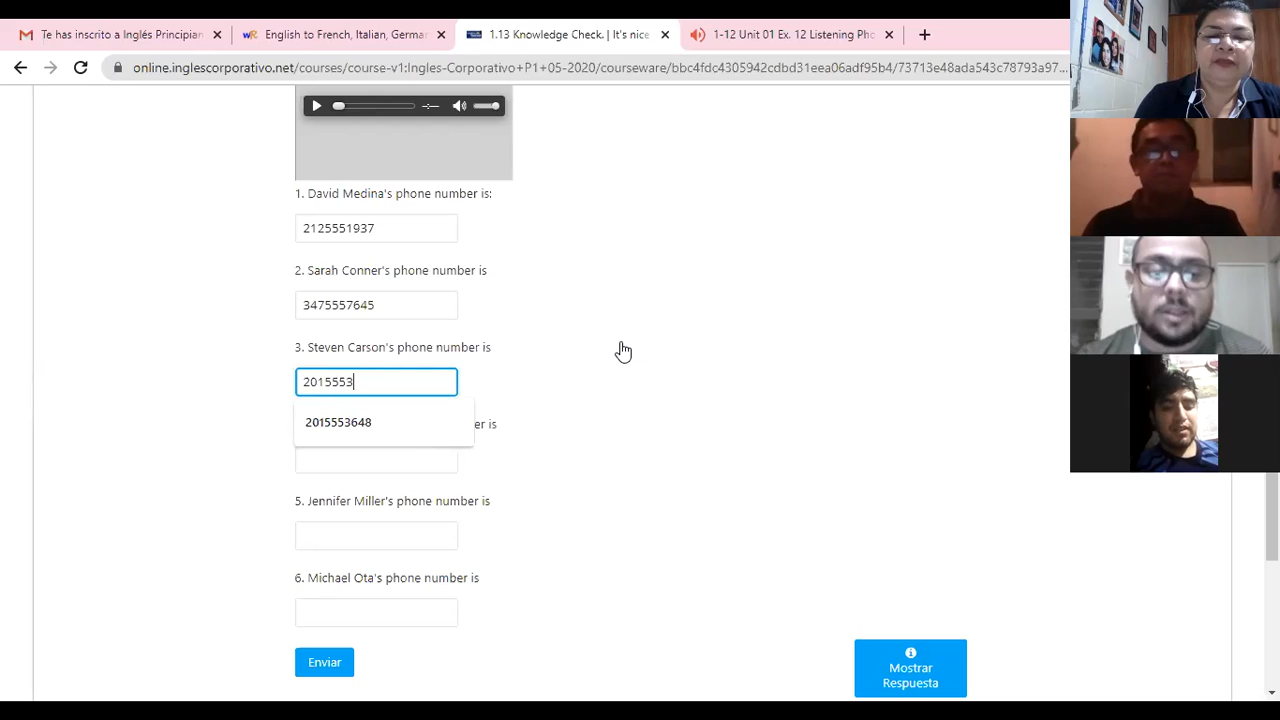 Te has inscrito a Inglés Principian
English to French, Italian, Germa
1.13 Knowledge Check. | It's nice
1-12 Unit 01 Ex. 12 Listening Pho
online.inglescorporativo.net/courses/course-v1:Ingles-Corporativo+P1+05-2020/courseware/bbc4fdc4305942cdbd31eea06adf95b4/73713e48ada543c78793a97...
1. David Medina's phone number is:
2125551937
2. Sarah Conner's phone number is
3475557645
3. Steven Carson's phone number is
2015553
2015553648
er is
5. Jennifer Miller's phone number is
6. Michael Ota's phone number is
Enviar
Mostrar
Respuesta